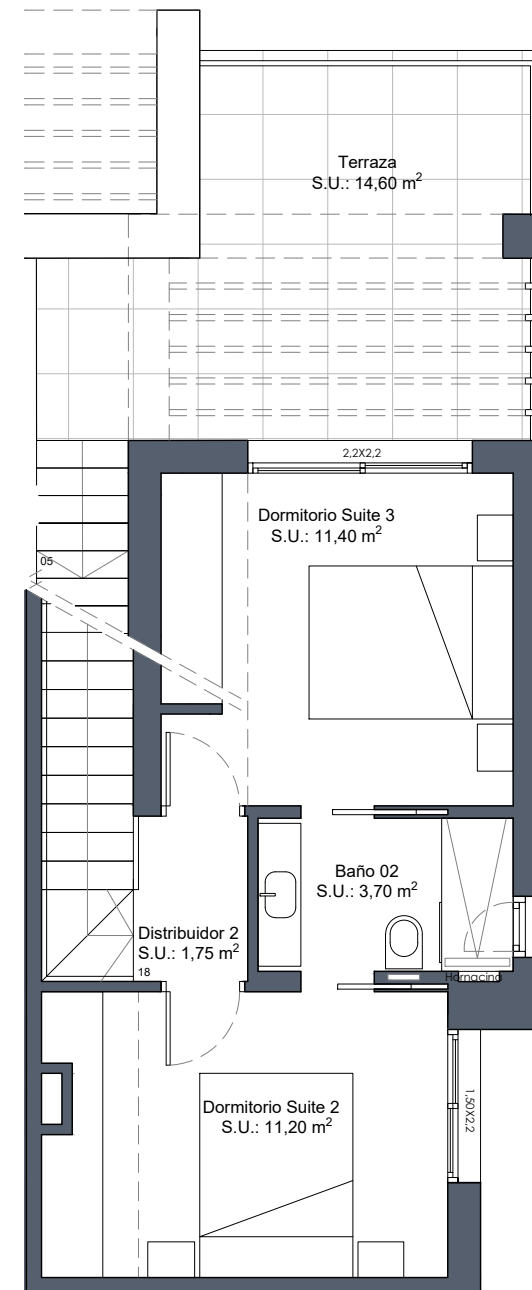 Terraza
S.U.: 14,60 m²
2,2X2,2
Dormitorio Suite 3
S.U.: 11,40 m²
05
Baño 02
S.U.: 3,70 m²
Distribuidor 2
S.U.: 1,75 m²
18
Hornacina
Dormitorio Suite 2
S.U.: 11,20 m²
1,50X2,2